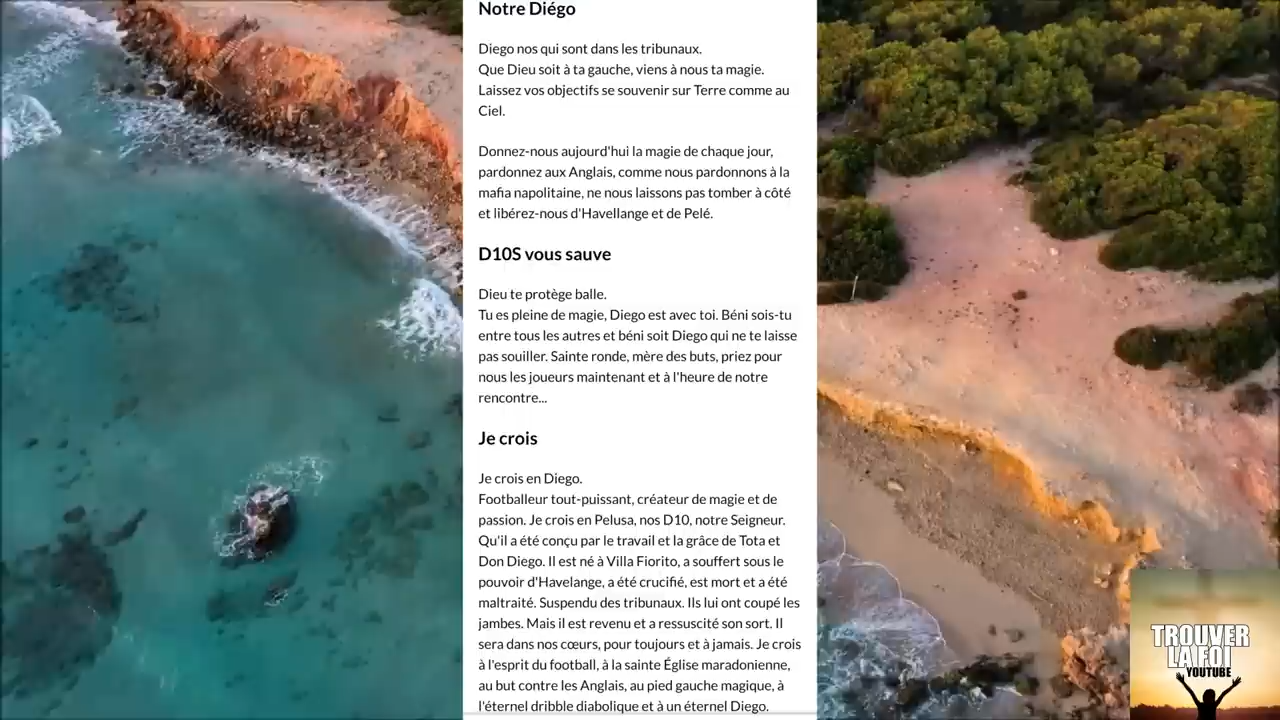 Notre Diégo
Diego nos qui sont dans les tribunaux.
Que Dieu soit à ta gauche, viens à nous ta magie.
Laissez vos objectifs se souvenir sur Terre comme au
Ciel.
Donnez-nous aujourd'hui la magie de chaque jour,
pardonnez aux Anglais, comme nous pardonnons à la
mafia napolitaine, ne nous laissons pas tomber à côté
et libérez-nous d'Havellange et de Pelé.
D10S vous sauve
Dieu te protège balle.
Tu es pleine de magie, Diego est avec toi. Béni sois-tu
entre tous les autres et béni soit Diego qui ne te laisse
pas souiller. Sainte ronde, mère des buts, priez pour
nous les joueurs maintenant et à l'heure de notre
rencontre...
Je crois
Je crois en Diego.
Footballeur tout-puissant, créateur de magie et de
passion. Je crois en Pelusa, nos D10, notre Seigneur.
Qu'il a été conçu par le travail et la grâce de Tota et
Don Diego. Il est né à Villa Fiorito, a souffert sous le
pouvoir d'Havelange, a été crucifié, est mort et a été
maltraité. Suspendu des tribunaux. Ils lui ont coupé les
jambes. Mais il est revenu et a ressuscité son sort. Il
sera dans nos cœurs, pour toujours et à jamais. Je crois
à l'esprit du football, à la sainte Église maradonienne,
au but contre les Anglais, au pied gauche magique, à
l'éternel dribble diabolique et à un éternel Diego.
TROUVER
LA FOI
YOUTUBE